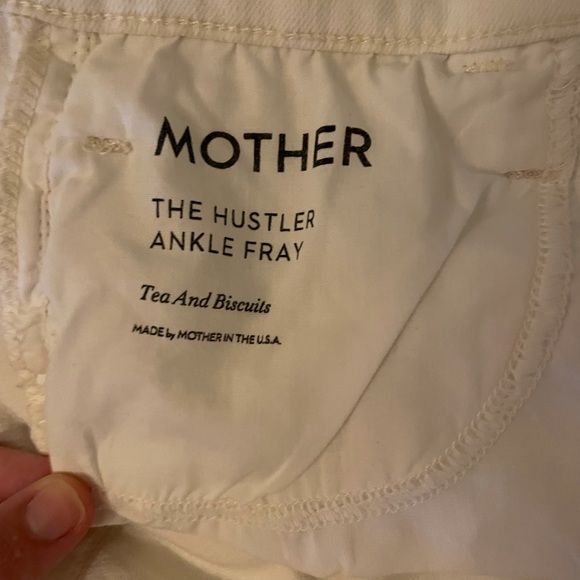 MOTHER
THE HUSTLER
ANKLE FRAY
Tea And Biscuits
MADE by MOTHER IN THE U.S.A.